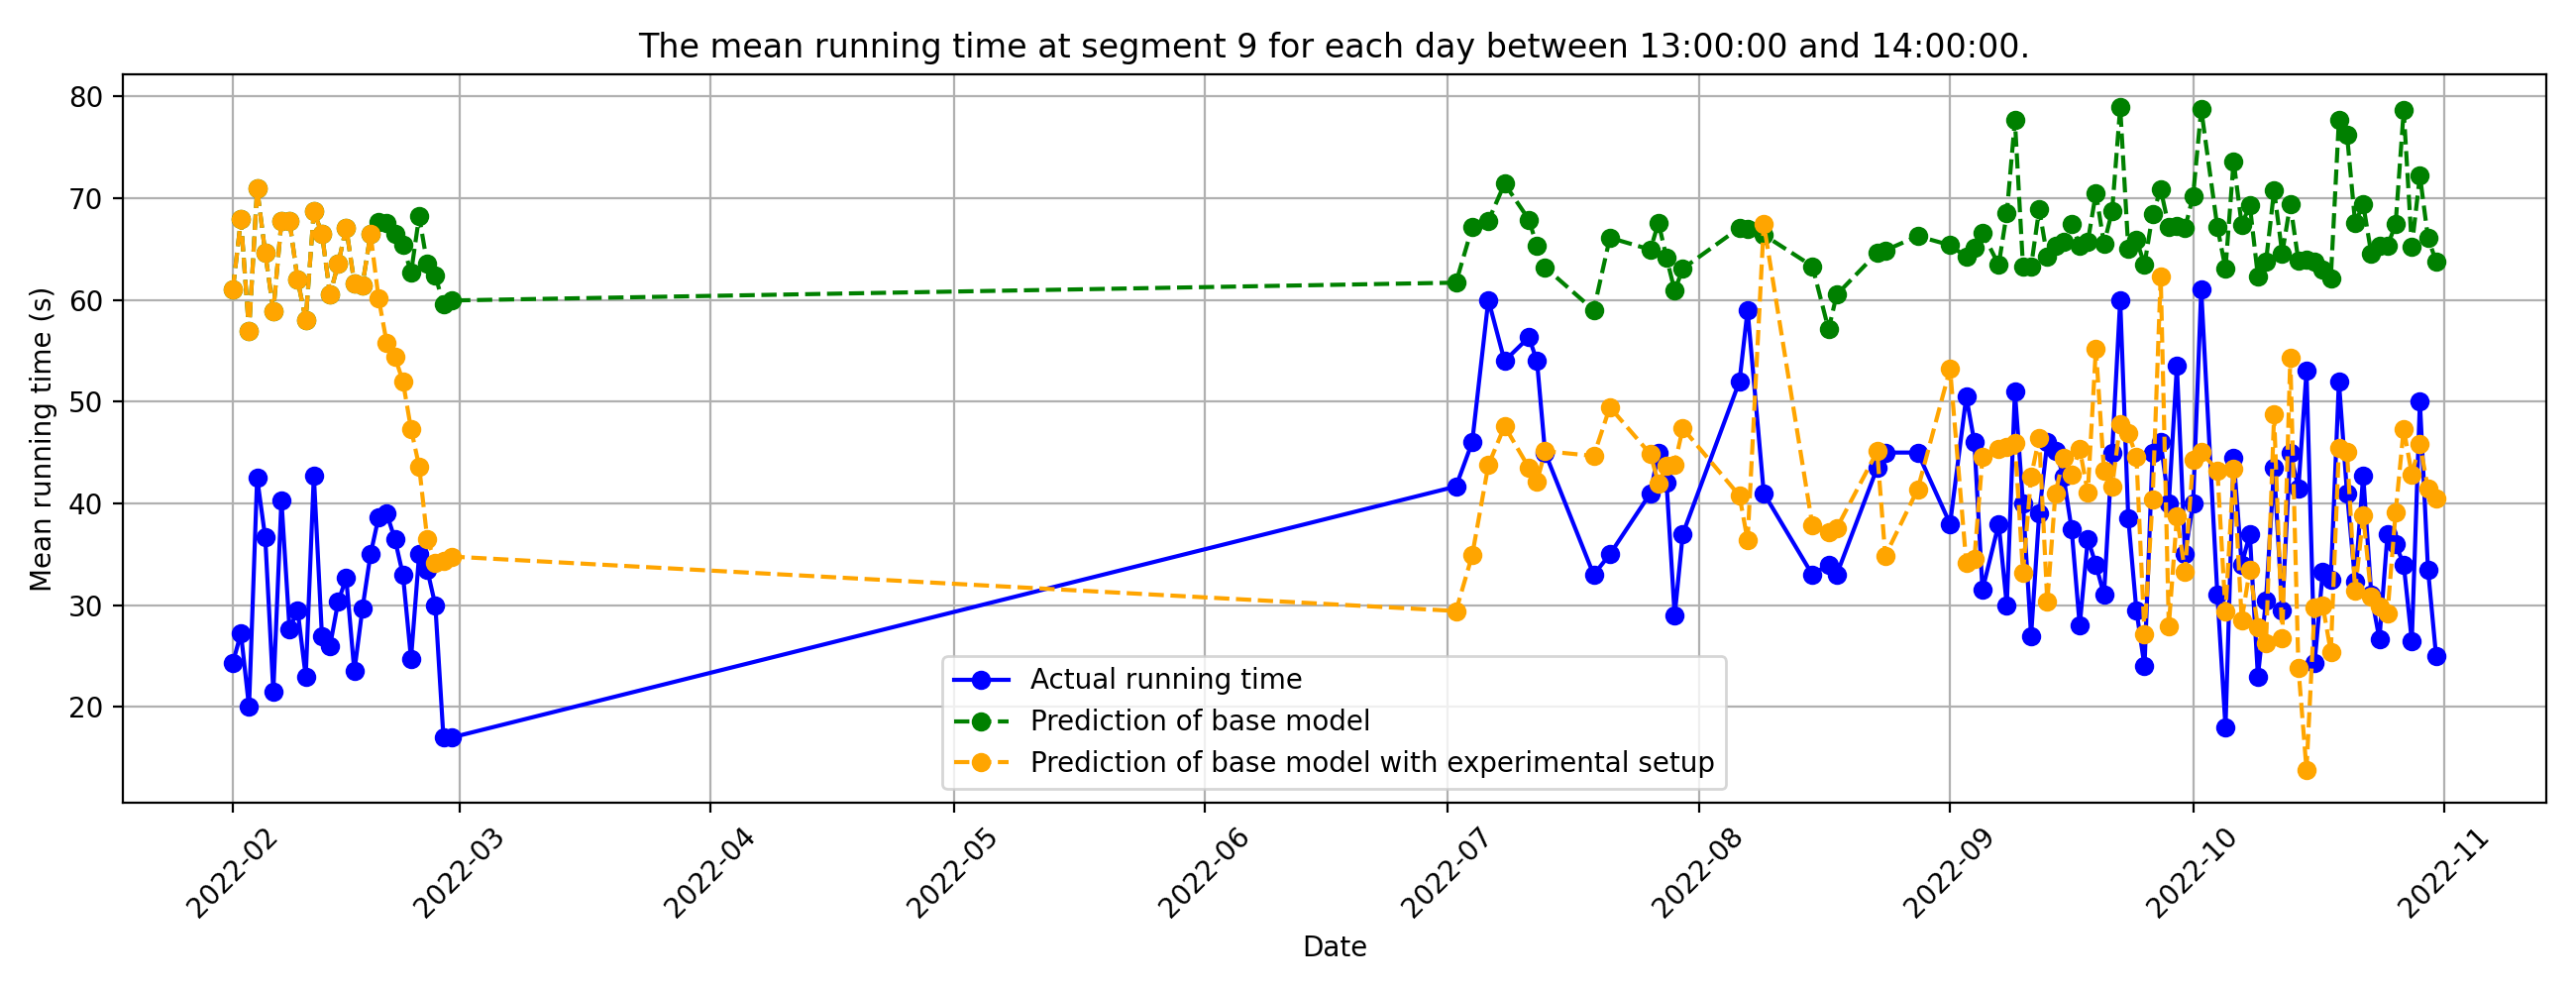 The mean running time at segment 9 for each day between 13:00:00 and 14:00:00.
Mean running time (s)
80
70
60
50
40
30
20
Actual running time
Prediction of base model
Prediction of base model with experimental setup
2022-02
2022-03
2022-04
2022-05
2022-06
2022-07
2022-08
2022-09
2022-10
2022-11
Date